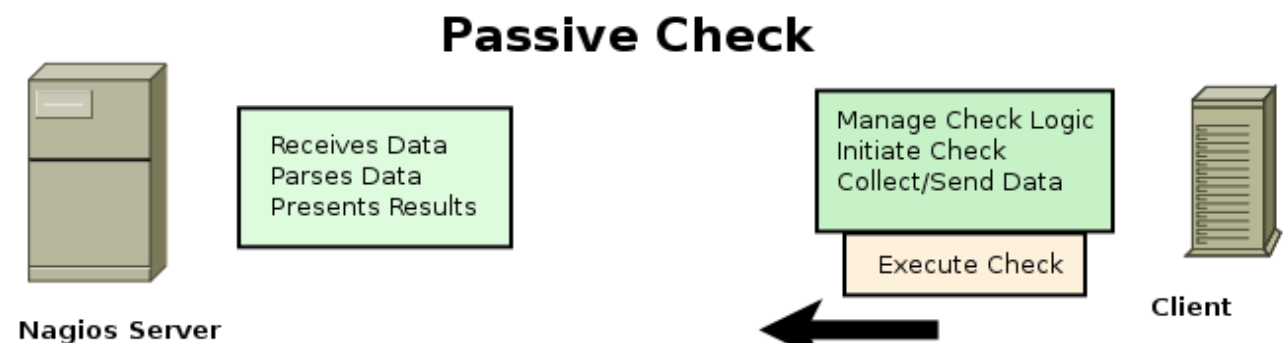 Passive Check
Receives Data
Parses Data
Presents Results
Manage Check Logic
Initiate Check
Collect/Send Data
Execute Check
Nagios Server
Client